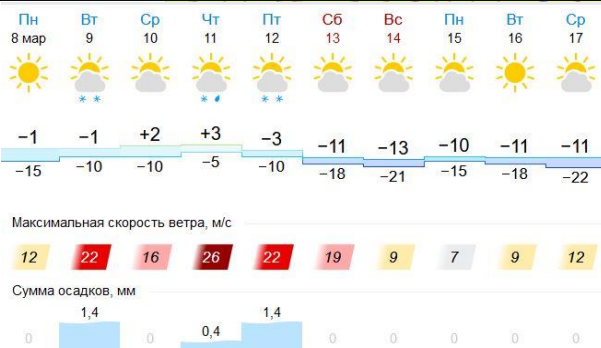 Пн Вт Ср Чт Пт Сб Вс Пн Вт Ср
8 мар 9 10 11 12 13 14 15 16 17
−1 −1 +2 +3 −3 −11 −13 −10 −11 −11
−15 −10 −10 −5 −10 −18 −21 −15 −18 −22
Максимальная скорость ветра, м/с
12 22 16 26 22 19 9 7 9 12
Сумма осадков, мм
0 1,4 0 0,4 1,4 0 0 0 0 0